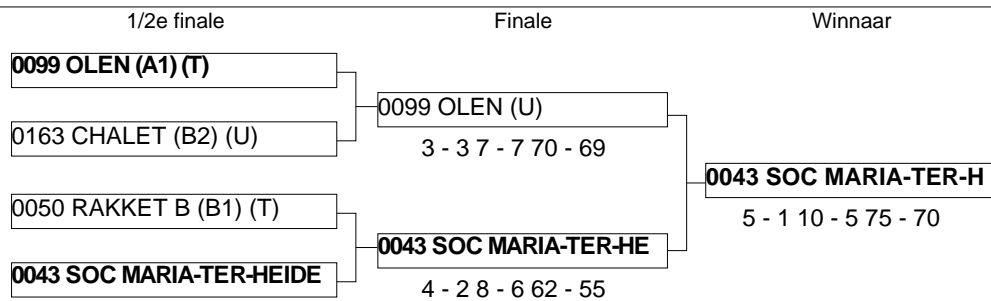 1/2e finale Finale Winnaar
0099 OLEN (A1) (T)
0163 CHALET (B2) (U)
0050 RAKKET B (B1) (T)
0043 SOC MARIA-TER-HEIDE
0099 OLEN (U)
3 - 3 7 - 7 70 - 69
0043 SOC MARIA-TER-HE
4 - 2 8 - 6 62 - 55
0043 SOC MARIA-TER-H
5 - 1 10 - 5 75 - 70